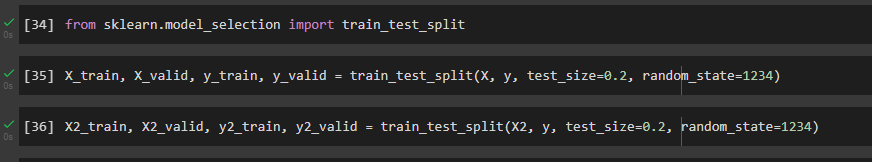 [34] from sklearn.model_selection import train_test_split
0s
[35] X_train, X_valid, y_train, y_valid = train_test_split(X, y, test_size=0.2, random_state=1234)
0s
[36] X2_train, X2_valid, y2_train, y2_valid = train_test_split(X2, y, test_size=0.2, random_state=1234)
0s